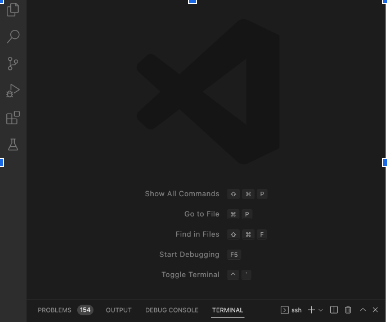 Show All Commands ⇧ ⌘ P
Go to File ⌘ P
Find in Files ⇧ ⌘ F
Start Debugging F5
Toggle Terminal ^ `
PROBLEMS 154 OUTPUT DEBUG CONSOLE TERMINAL ssh